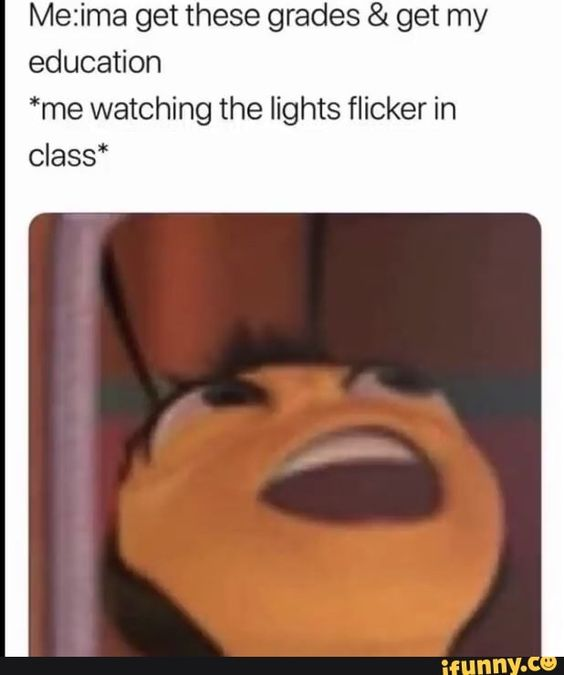 Me:ima get these grades & get my
education
*me watching the lights flicker in
class*
ifunny.co